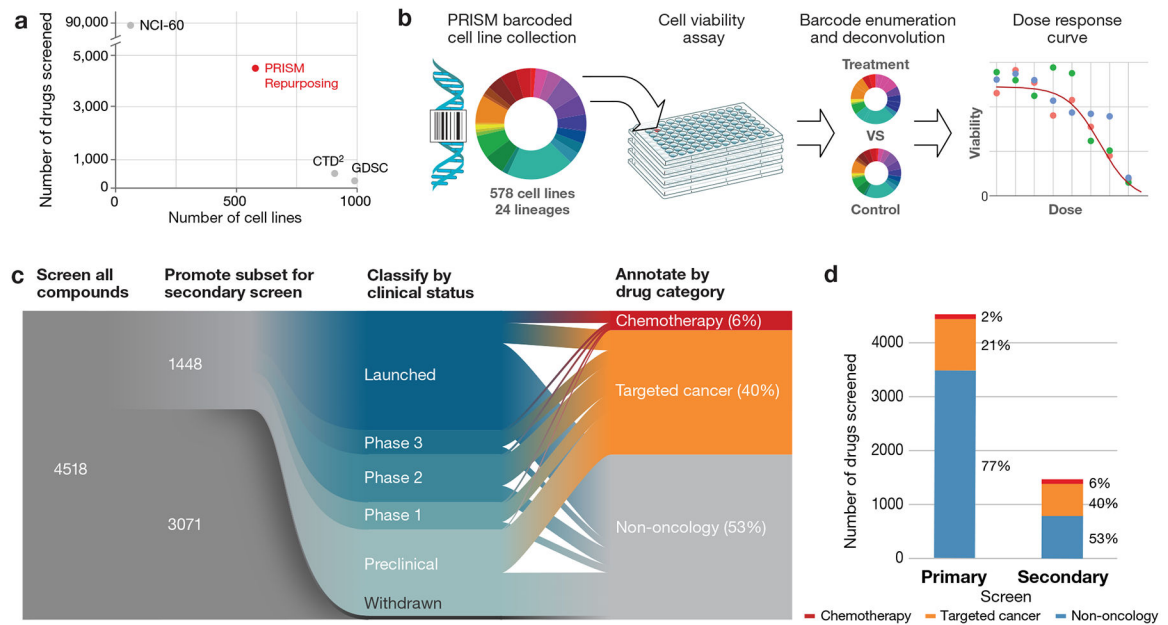 a
Number of drugs screened
90,000
5,000
3,000
1,000
0
NCI-60
PRISM
Repurposing
CTD²
GDSC
0
500
1000
Number of cell lines
b
PRISM barcoded
cell line collection
578 cell lines
24 lineages
Cell viability
assay
Barcode enumeration
and deconvolution
Treatment
VS
Control
Dose response
curve
Viability
0
Dose
c
Screen all
compounds
Promote subset for
secondary screen
Classify by
clinical status
Annotate by
drug category
4518
1448
3071
Launched
Phase 3
Phase 2
Phase 1
Preclinical
Withdrawn
Chemotherapy (6%)
Targeted cancer (40%)
Non-oncology (53%)
d
Number of drugs screened
4000
3000
2000
1000
0
2%
21%
77%
6%
40%
53%
Primary
Secondary
Screen
Chemotherapy
Targeted cancer
Non-oncology